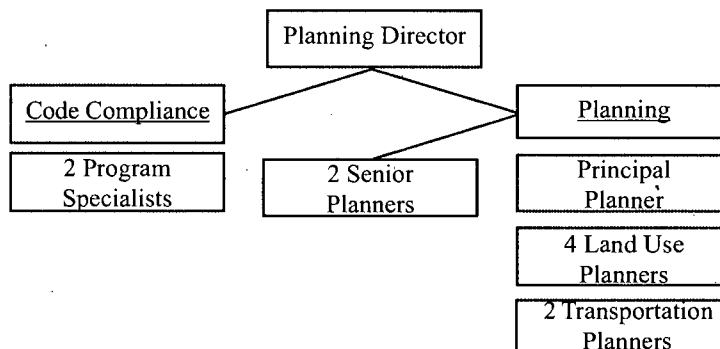 Planning Director
Code Compliance
Planning
2 Program
Specialists
2 Senior
Planners
Principal
Planner
4 Land Use
Planners
2 Transportation
Planners